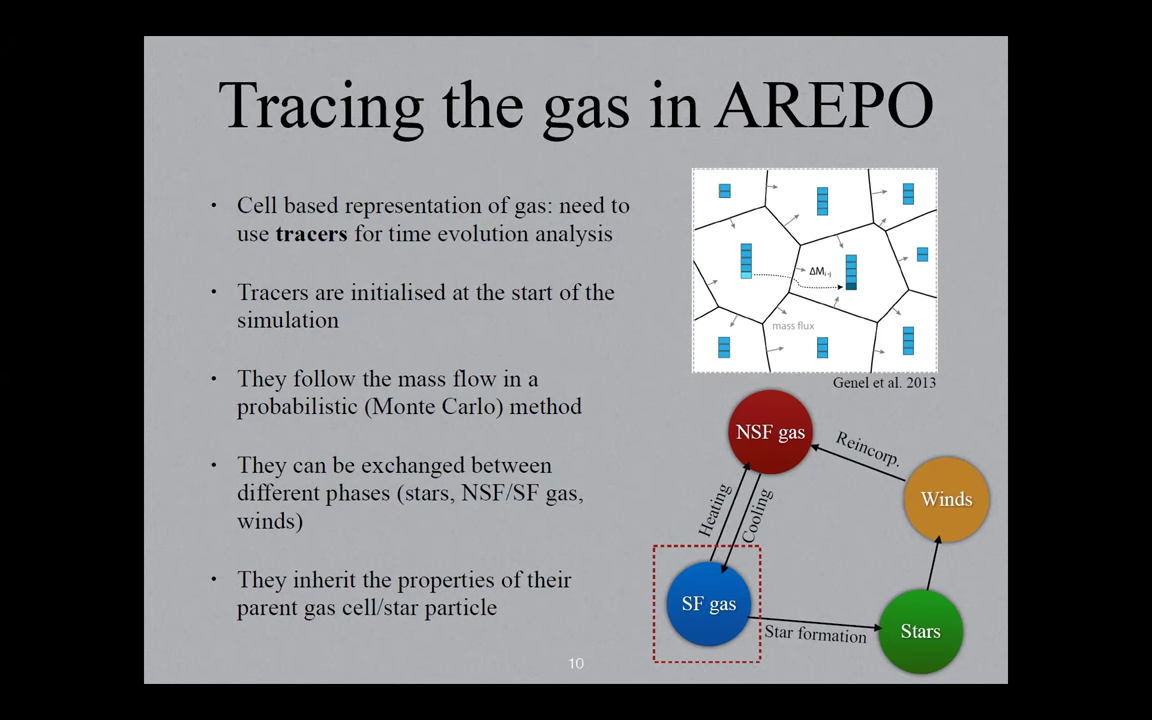 Tracing the gas in AREPO
· Cell based representation of gas: need to
use tracers for time evolution analysis
· Tracers are initialised at the start of the
simulation
· They follow the mass flow in a
probabilistic (Monte Carlo) method
· They can be exchanged between
different phases (stars, NSF/SF gas,
winds)
· They inherit the properties of their
parent gas cell/star particle
ΔMi-j
mass flux
Genel et al. 2013
NSF gas
Reincorp.
Winds
Heating
Cooling
SF gas
Star formation
Stars
10